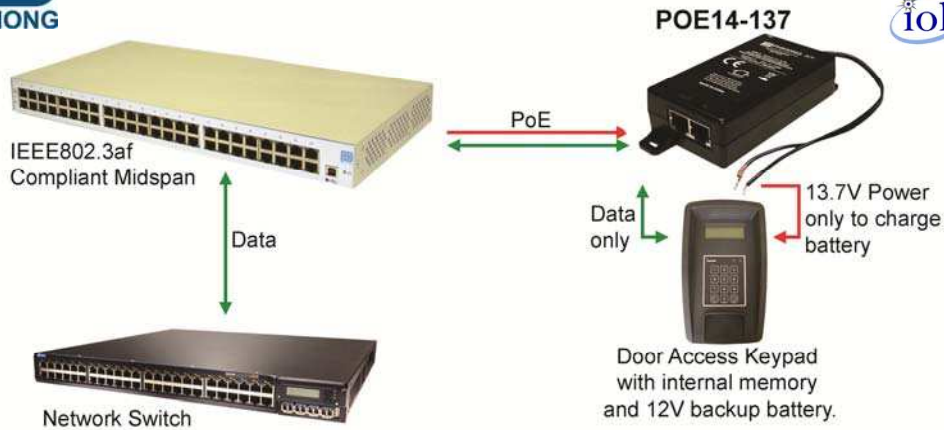 HONG
POE14-137
IEEE802.3af
Compliant Midspan
PoE
Data
only
13.7V Power
only to charge
battery
Data
Door Access Keypad
with internal memory
and 12V backup battery.
Network Switch